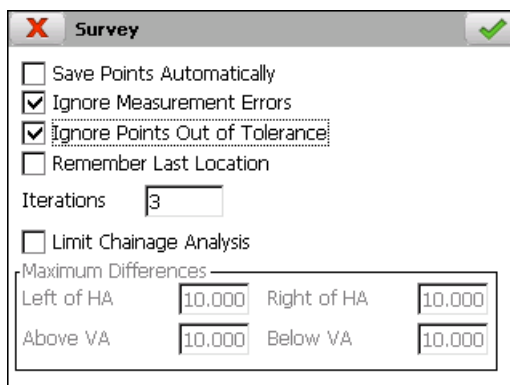 Survey
Save Points Automatically
Ignore Measurement Errors
Ignore Points Out of Tolerance
Remember Last Location
Iterations 3
Limit Chainage Analysis
Maximum Differences
Left of HA 10.000 Right of HA 10.000
Above VA 10.000 Below VA 10.000